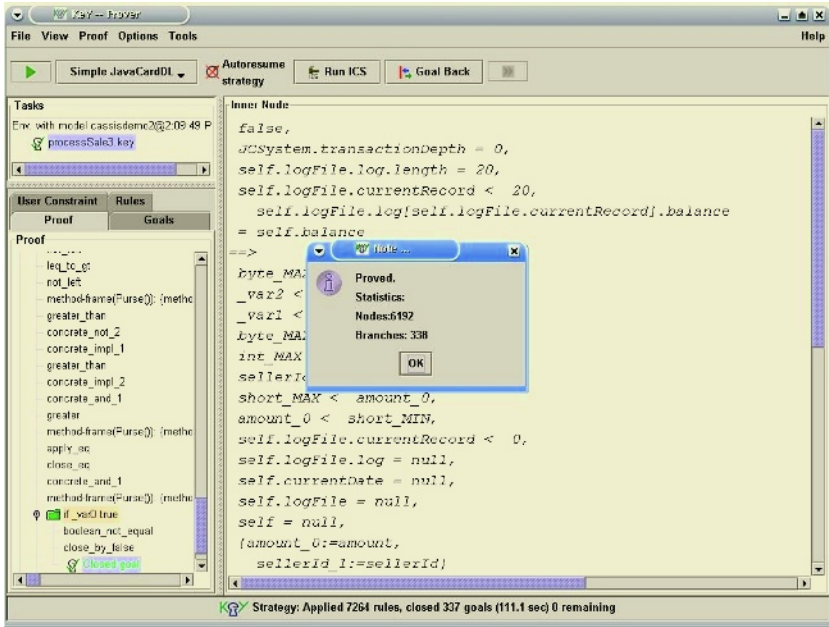 KeY -- Prover
File View Proof Options Tools Help
Simple JavaCardDL
Autoresume strategy
Run ICS
Goal Back
Tasks
Env. with model cassisdemo2@2:09 49 P
processSale3.key
User Constraint Rules
Proof Goals
Proof
leq_to_gt
not_left
method-frame(Purse()): {metho
greater_than
concrete_not_2
concrete_impl_1
greater_than
concrete_impl_2
concrete_and_1
greater
method-frame(Purse()): {metho
apply_eq
close_eq
concrete_and_1
method-frame(Purse()): {metho
if _var0 true
boolean_not_equal
close_by_false
Closed goal
Inner Node
false,
JCSystem.transactionDepth = 0,
self.logFile.log.length = 20,
self.logFile.currentRecord < 20,
self.logFile.log[self.logFile.currentRecord].balance
= self.balance
==>
byte_MA
_var2 <
_var1 <
byte_MA
int_MAX
sellerI
short_MAX < amount_0,
amount_0 < short_MIN,
self.logFile.currentRecord < 0,
self.logFile.log = null,
self.currentDate = null,
self.logFile = null,
self = null,
{amount_0:=amount,
sellerId_1:=sellerId}
Note ...
Proved.
Statistics:
Nodes:6192
Branches: 338
OK
KeY Strategy: Applied 7264 rules, closed 337 goals (111.1 sec) 0 remaining